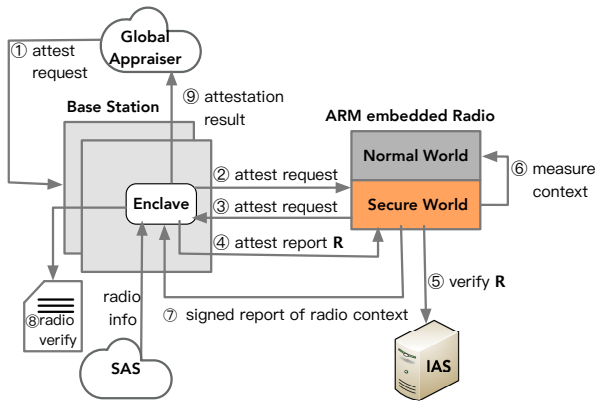 ① attest
request
Global
Appraiser
⑨ attestation
result
Base Station
ARM embedded Radio
Normal World
Secure World
⑥ measure
context
② attest request
Enclave
③ attest request
④ attest report R
⑤ verify R
radio
info
⑦ signed report of radio context
⑧radio
verify
SAS
IAS